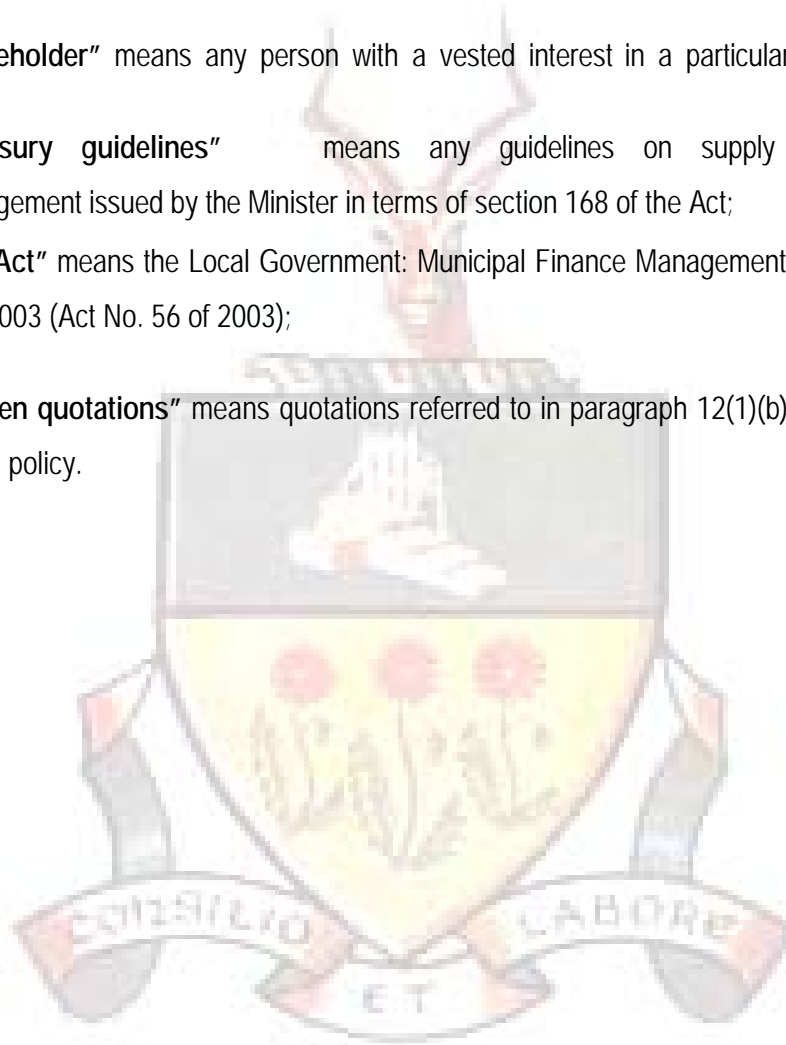 eholder” means any person with a vested interest in a particular
sury guidelines” means any guidelines on supply
gement issued by the Minister in terms of section 168 of the Act;
Act” means the Local Government: Municipal Finance Management
003 (Act No. 56 of 2003);
en quotations” means quotations referred to in paragraph 12(1)(b)
policy.
CONSILIO LABORE
ET